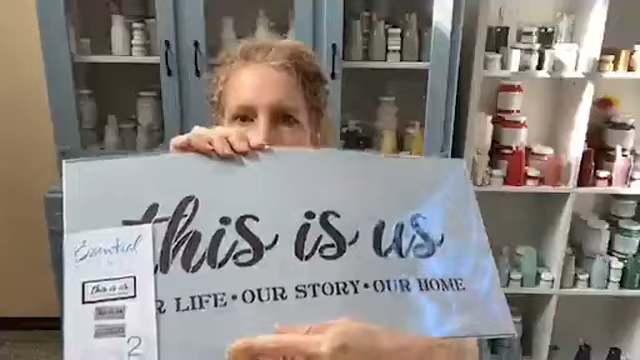 this is us
R LIFE • OUR STORY • OUR HOME
Essential
this is us
2